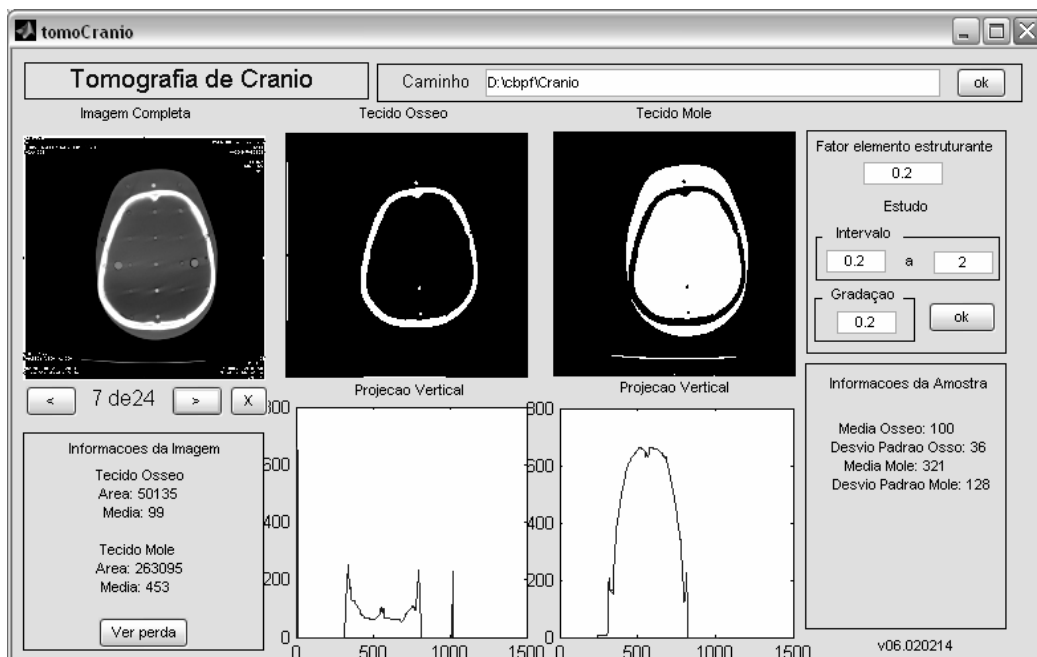 tomoCranio
Tomografia de Cranio
Caminho
D:\cbpf\Cranio
ok
Imagem Completa
Tecido Osseo
Tecido Mole
Fator elemento estruturante
0.2
Estudo
Intervalo
0.2 a 2
Gradaçao
0.2
ok
<
7 de24
>
X
Projecao Vertical
800
600
400
200
0
0 500 1000 1500
Projecao Vertical
800
600
400
200
0
0 500 1000 1500
Informacoes da Imagem
Tecido Osseo
Area: 50135
Media: 99
Tecido Mole
Area: 263095
Media: 453
Ver perda
Informacoes da Amostra
Media Osseo: 100
Desvio Padrao Osso: 36
Media Mole: 321
Desvio Padrao Mole: 128
v06.020214